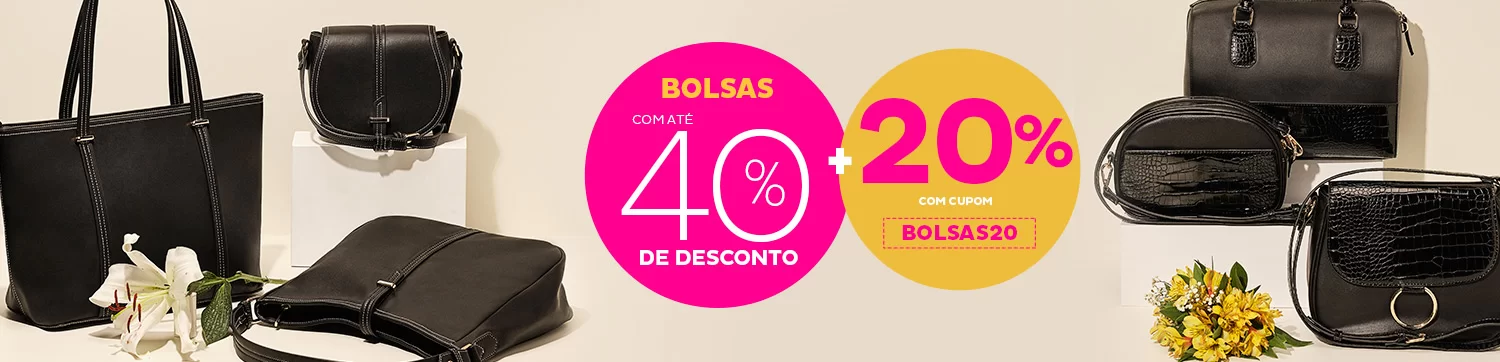 BOLSAS
COM ATÉ
40%
DE DESCONTO
+
20%
COM CUPOM
BOLSAS20